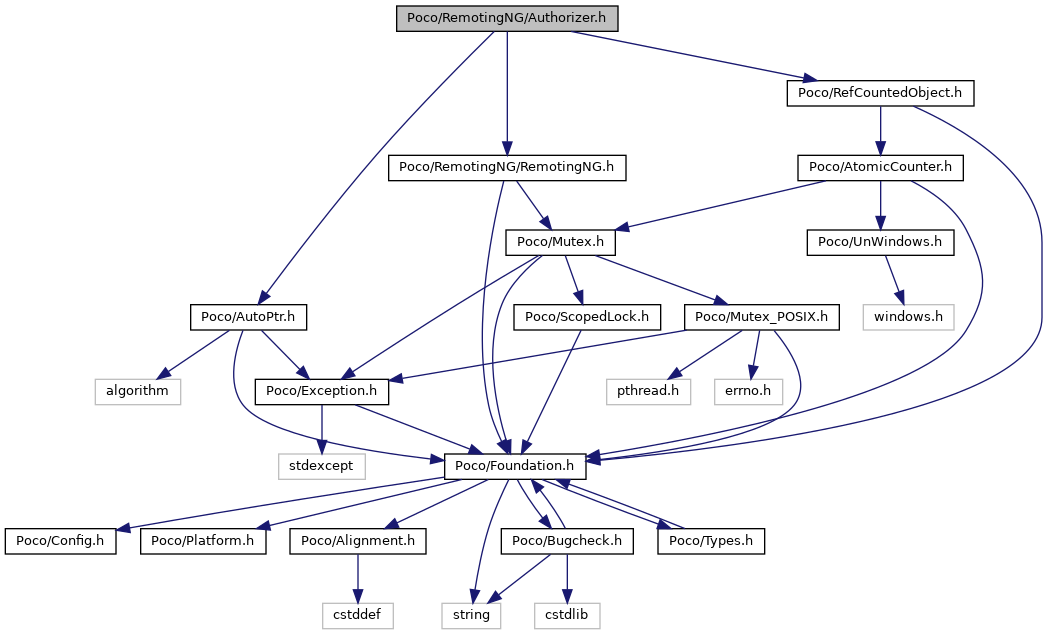 Poco/RemotingNG/Authorizer.h
Poco/RefCountedObject.h
Poco/RemotingNG/RemotingNG.h
Poco/AtomicCounter.h
Poco/Mutex.h
Poco/UnWindows.h
Poco/AutoPtr.h
Poco/ScopedLock.h
Poco/Mutex_POSIX.h
windows.h
algorithm
Poco/Exception.h
pthread.h
errno.h
stdexcept
Poco/Foundation.h
Poco/Config.h
Poco/Platform.h
Poco/Alignment.h
Poco/Bugcheck.h
Poco/Types.h
cstddef
string
cstdlib